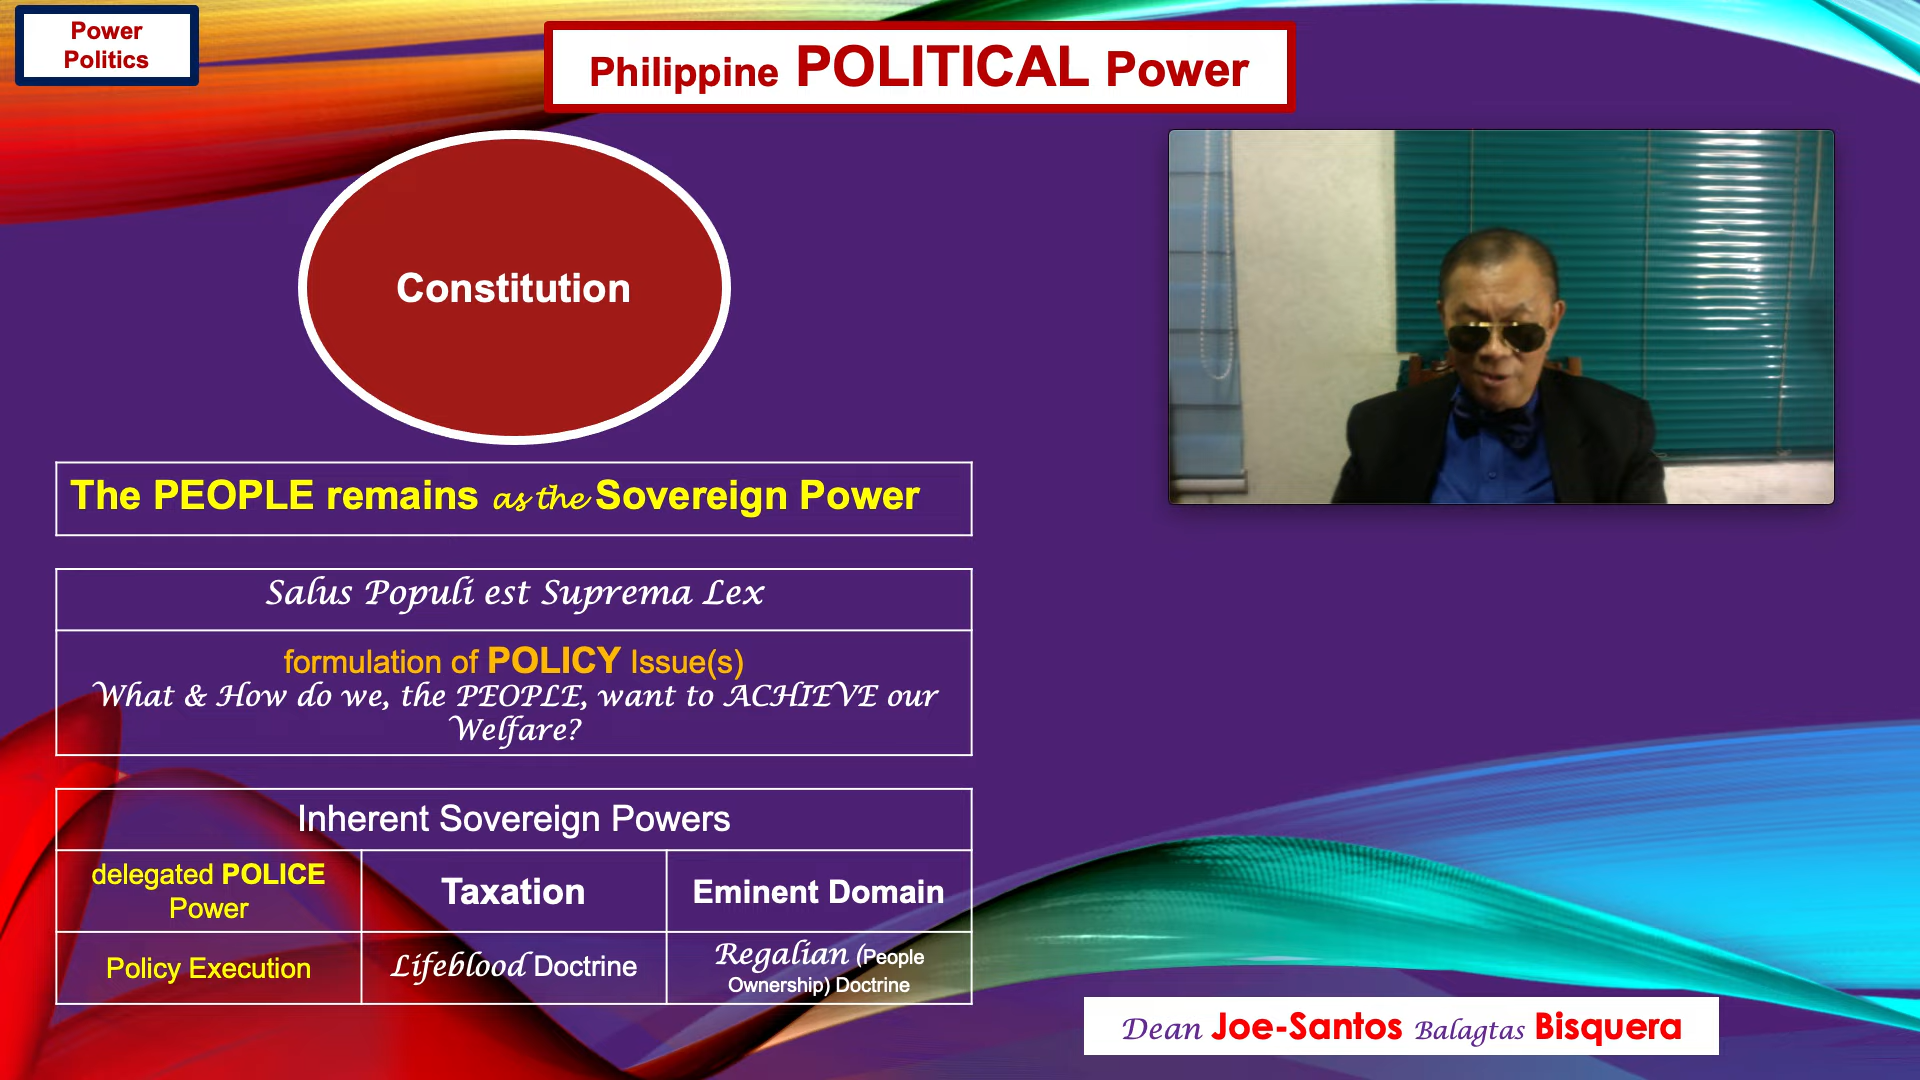 Power
Politics
Philippine POLITICAL Power
Constitution
The PEOPLE remains as the Sovereign Power
Salus Populi est Suprema Lex
formulation of POLICY Issue(s)
What & How do we, the PEOPLE, want to ACHIEVE our
Welfare?
Inherent Sovereign Powers
delegated POLICE
Power
Taxation
Eminent Domain
Policy Execution
Lifeblood Doctrine
Regalian (People
Ownership) Doctrine
Dean Joe-Santos Balagtas Bisquera